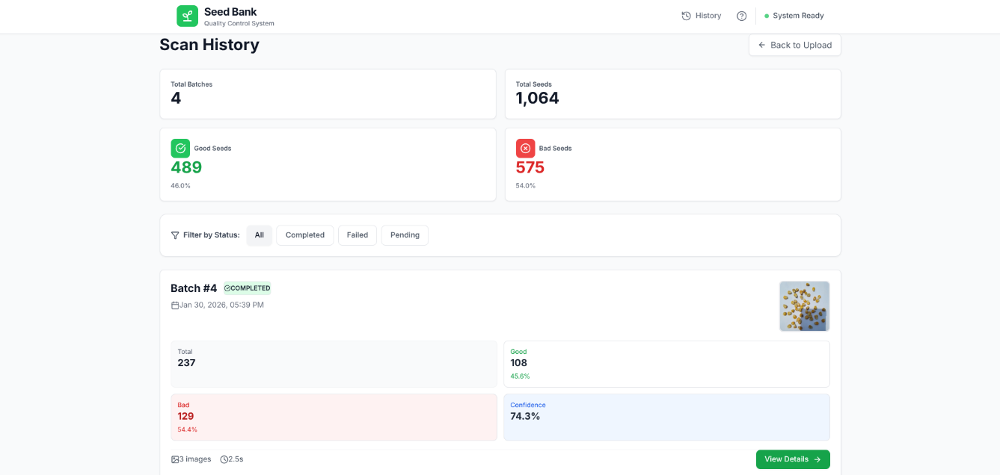 Seed Bank
Quality Control System
History
System Ready
Scan History
Back to Upload
Total Batches
4
Total Seeds
1,064
Good Seeds
489
46.0%
Bad Seeds
575
54.0%
Filter by Status:
All
Completed
Failed
Pending
Batch #4
COMPLETED
Jan 30, 2026, 05:39 PM
Total
237
Good
108
45.6%
Bad
129
54.4%
Confidence
74.3%
3 images
2.5s
View Details